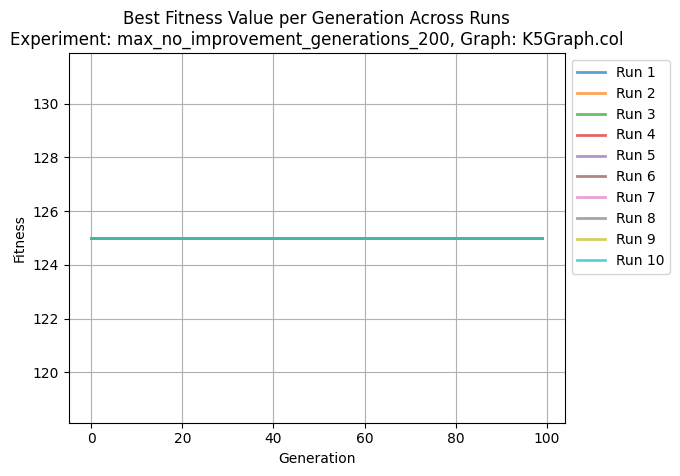 Best Fitness Value per Generation Across Runs
Experiment: max_no_improvement_generations_200, Graph: K5Graph.col
Fitness
130
128
126
124
122
120
0 20 40 60 80 100
Generation
Run 1
Run 2
Run 3
Run 4
Run 5
Run 6
Run 7
Run 8
Run 9
Run 10